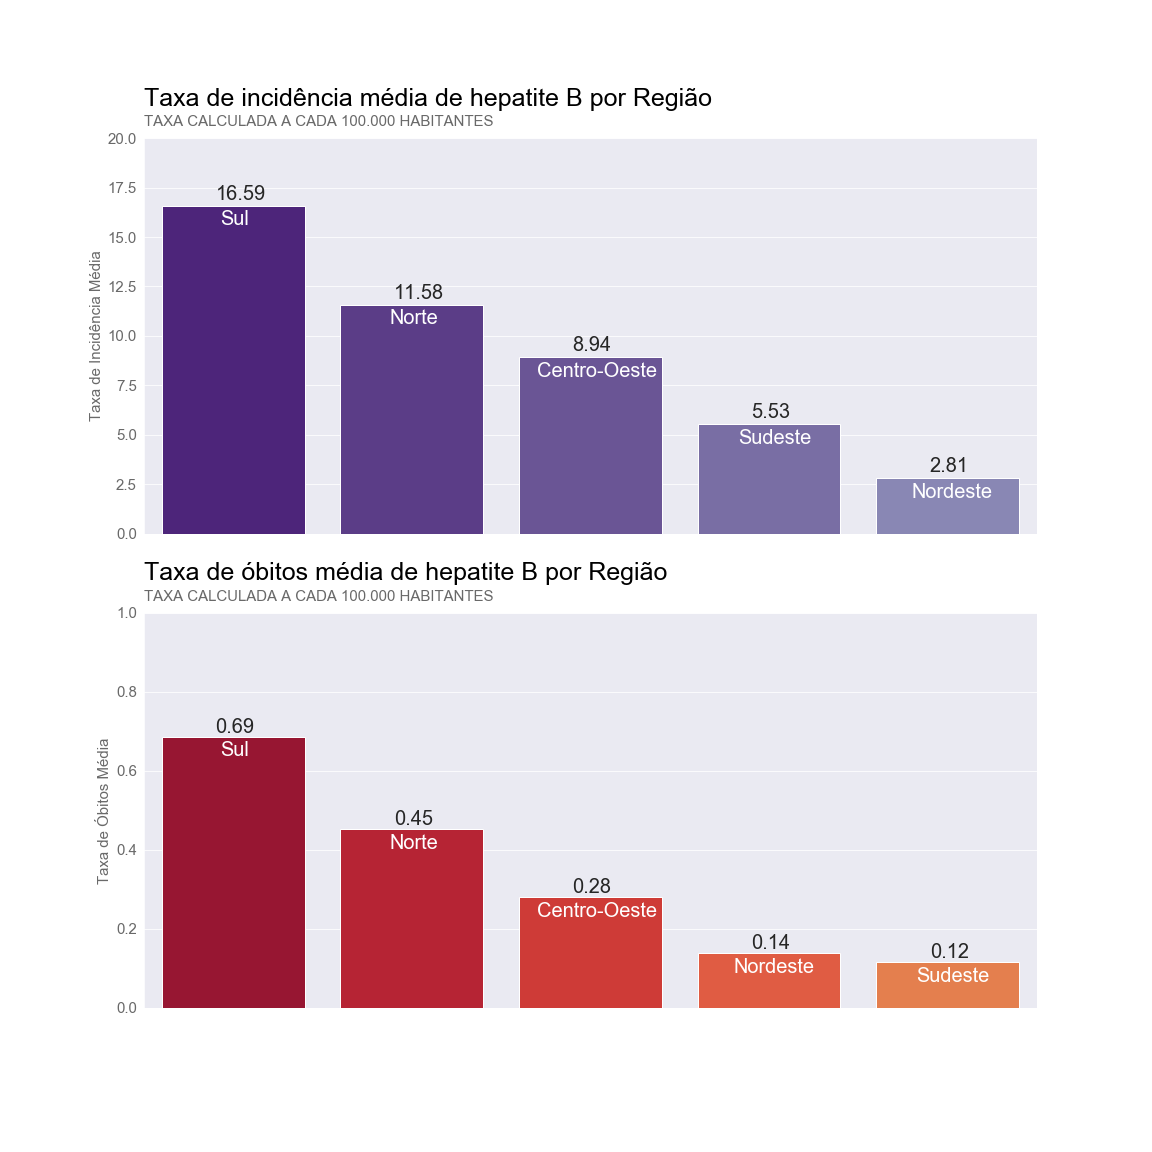 Taxa de incidência média de hepatite B por Região
TAXA CALCULADA A CADA 100.000 HABITANTES
Taxa de Incidência Média
20.0
17.5
15.0
12.5
10.0
7.5
5.0
2.5
0.0
16.59
Sul
11.58
Norte
8.94
Centro-Oeste
5.53
Sudeste
2.81
Nordeste
Taxa de óbitos média de hepatite B por Região
TAXA CALCULADA A CADA 100.000 HABITANTES
Taxa de Óbitos Média
1.0
0.8
0.6
0.4
0.2
0.0
0.69
Sul
0.45
Norte
0.28
Centro-Oeste
0.14
Nordeste
0.12
Sudeste